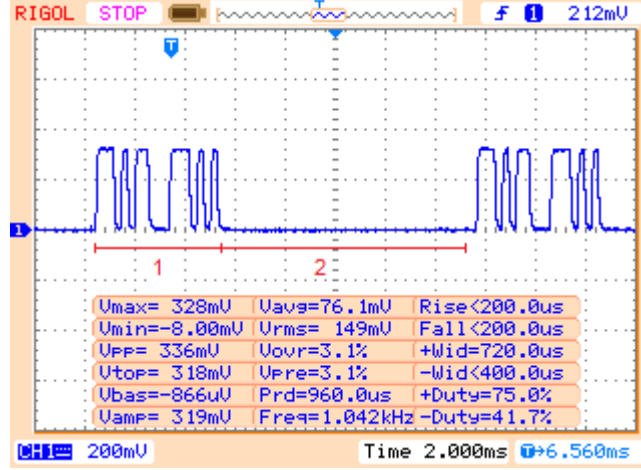 RIGOL STOP T f 1 212mV
T
1
1 2
Vmax= 328mV Vavg=76.1mV Rise<200.0us
Vmin=-8.00mV Vrms= 149mV Fall<200.0us
Vpp= 336mV Vovr=3.1% +Wid=720.0us
Vtop= 318mV Vpre=3.1% -Wid<400.0us
Vbas=-866uV Prd=960.0us +Duty=75.0%
Vamp= 319mV Freq=1.042kHz -Duty=41.7%
CH1 200mV Time 2.000ms T→6.560ms